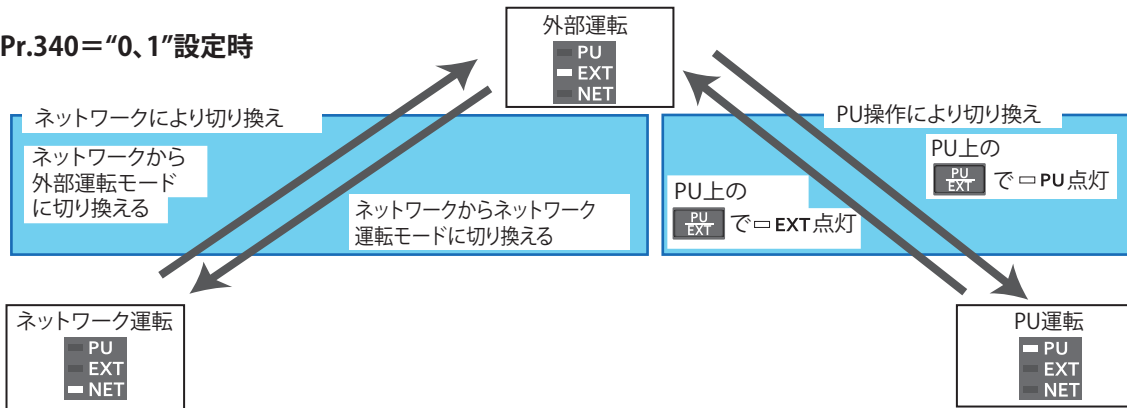 Pr.340＝“0、1”設定時
外部運転
PU
EXT
NET
ネットワークにより切り換え
ネットワークから
外部運転モード
に切り換える
ネットワークからネットワーク
運転モードに切り換える
PU操作により切り換え
PU上の
PU
EXT
で PU点灯
PU上の
PU
EXT
で EXT点灯
ネットワーク運転
PU
EXT
NET
PU運転
PU
EXT
NET